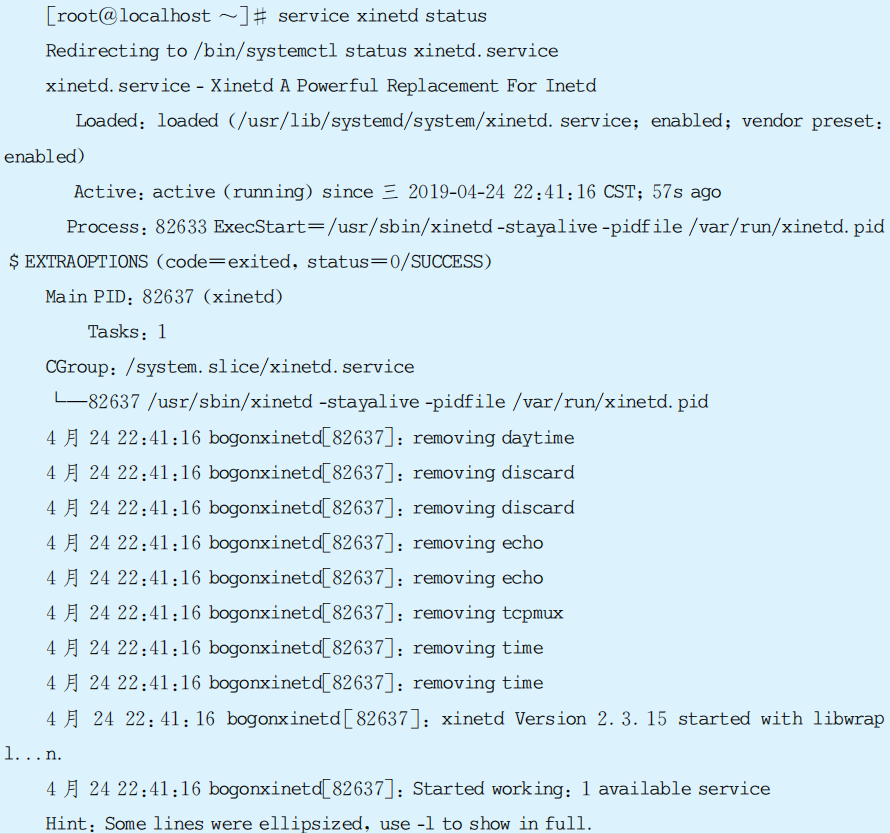 [root@localhost ～]# service xinetd status
Redirecting to /bin/systemctl status xinetd.service
xinetd.service - Xinetd A Powerful Replacement For Inetd
Loaded: loaded (/usr/lib/systemd/system/xinetd.service; enabled; vendor preset:
enabled)
Active: active (running) since 三 2019-04-24 22:41:16 CST; 57s ago
Process: 82633 ExecStart=/usr/sbin/xinetd -stayalive -pidfile /var/run/xinetd.pid
$ EXTRAOPTIONS (code=exited, status=0/SUCCESS)
Main PID: 82637 (xinetd)
Tasks: 1
CGroup: /system.slice/xinetd.service
└─82637 /usr/sbin/xinetd -stayalive -pidfile /var/run/xinetd.pid
4 月 24 22:41:16 bogonxinetd[82637]: removing daytime
4 月 24 22:41:16 bogonxinetd[82637]: removing discard
4 月 24 22:41:16 bogonxinetd[82637]: removing discard
4 月 24 22:41:16 bogonxinetd[82637]: removing echo
4 月 24 22:41:16 bogonxinetd[82637]: removing echo
4 月 24 22:41:16 bogonxinetd[82637]: removing tcpmux
4 月 24 22:41:16 bogonxinetd[82637]: removing time
4 月 24 22:41:16 bogonxinetd[82637]: removing time
4 月 24 22:41:16 bogonxinetd[82637]: xinetd Version 2.3.15 started with libwrap
l...n.
4 月 24 22:41:16 bogonxinetd[82637]: Started working: 1 available service
Hint: Some lines were ellipsized, use -l to show in full.